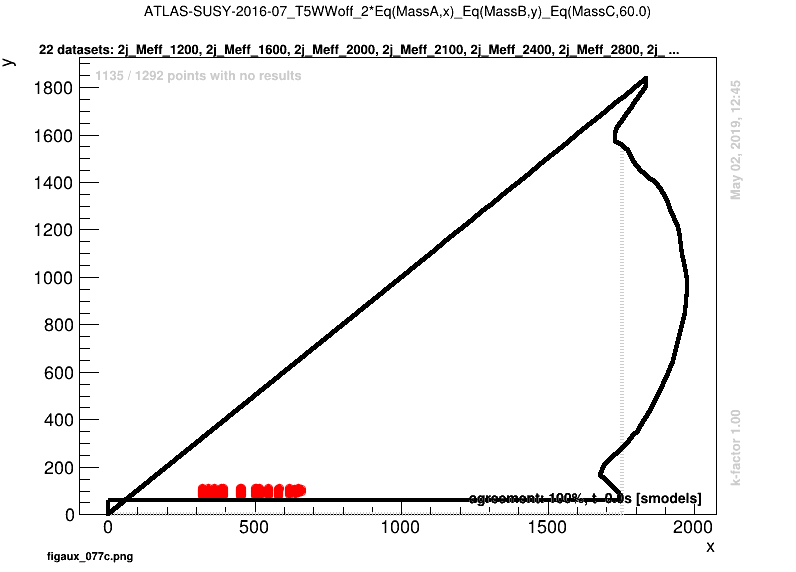 ATLAS-SUSY-2016-07_T5WWoff_2*Eq(MassA,x)_Eq(MassB,y)_Eq(MassC,60.0)
22 datasets: 2j_Meff_1200, 2j_Meff_1600, 2j_Meff_2000, 2j_Meff_2100, 2j_Meff_2400, 2j_Meff_2800, 2j_ ...
y
1135 / 1292 points with no results
1800
1600
1400
1200
1000
800
600
400
200
0
May 02, 2019, 12:45
k-factor 1.00
agreement: 100%, t [smodels]
0 500 1000 1500 2000
x
figaux_077c.png